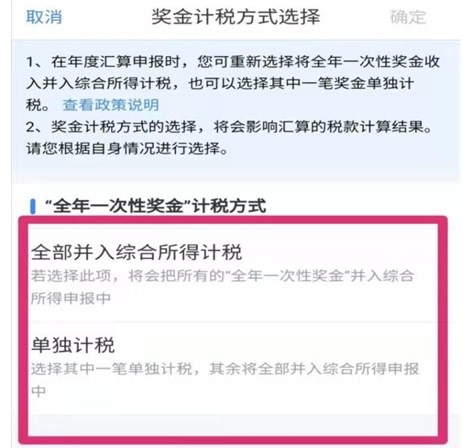 取消
奖金计税方式选择
确定
1、在年度汇算申报时，您可重新选择将全年一次性奖金收
入并入综合所得计税，也可以选择其中一笔奖金单独计
税。 查看政策说明
2、奖金计税方式的选择，将会影响汇算的税款计算结果。
请您根据自身情况进行选择。
“全年一次性奖金”计税方式
全部并入综合所得计税
若选择此项，将会把所有的“全年一次性奖金”并入综合
所得申报中
单独计税
选择其中一笔单独计税，其余将全部并入综合所得申报
中